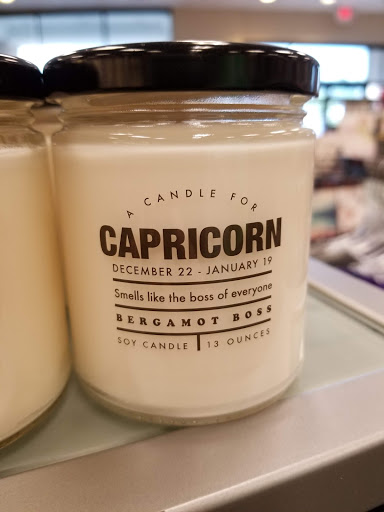 A CANDLE FOR
CAPRICORN
DECEMBER 22 - JANUARY 19
Smells like the boss of everyone
BERGAMOT BOSS
SOY CANDLE | 13 OUNCES